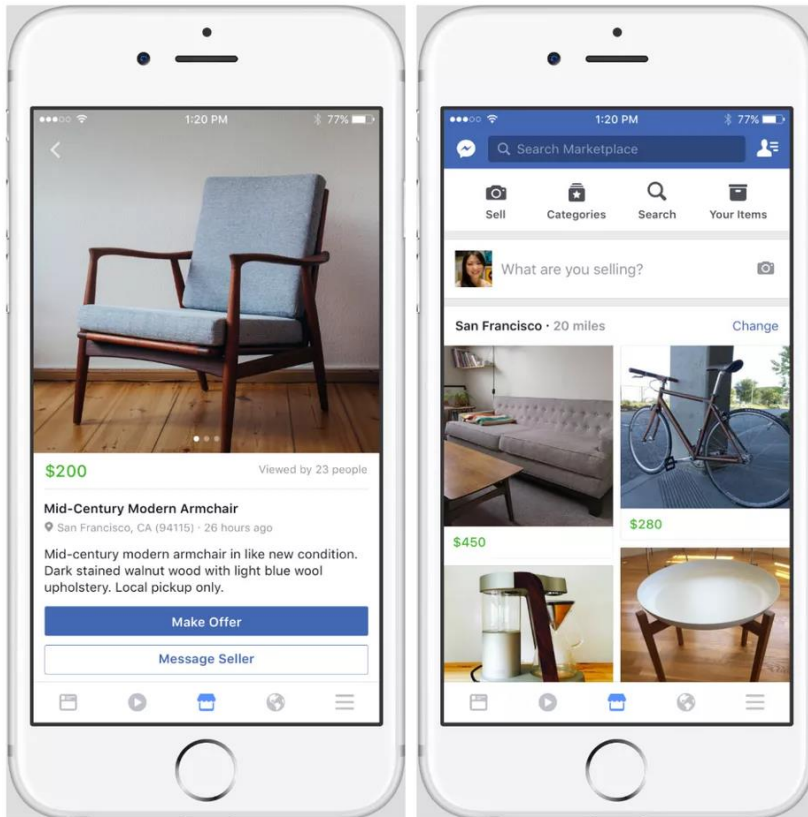 1:20 PM
77%
$200
Viewed by 23 people
Mid-Century Modern Armchair
San Francisco, CA (94115) · 26 hours ago
Mid-century modern armchair in like new condition.
Dark stained walnut wood with light blue wool
upholstery. Local pickup only.
Make Offer
Message Seller
1:20 PM
77%
Search Marketplace
Sell
Categories
Search
Your Items
What are you selling?
San Francisco · 20 miles
Change
$450
$280